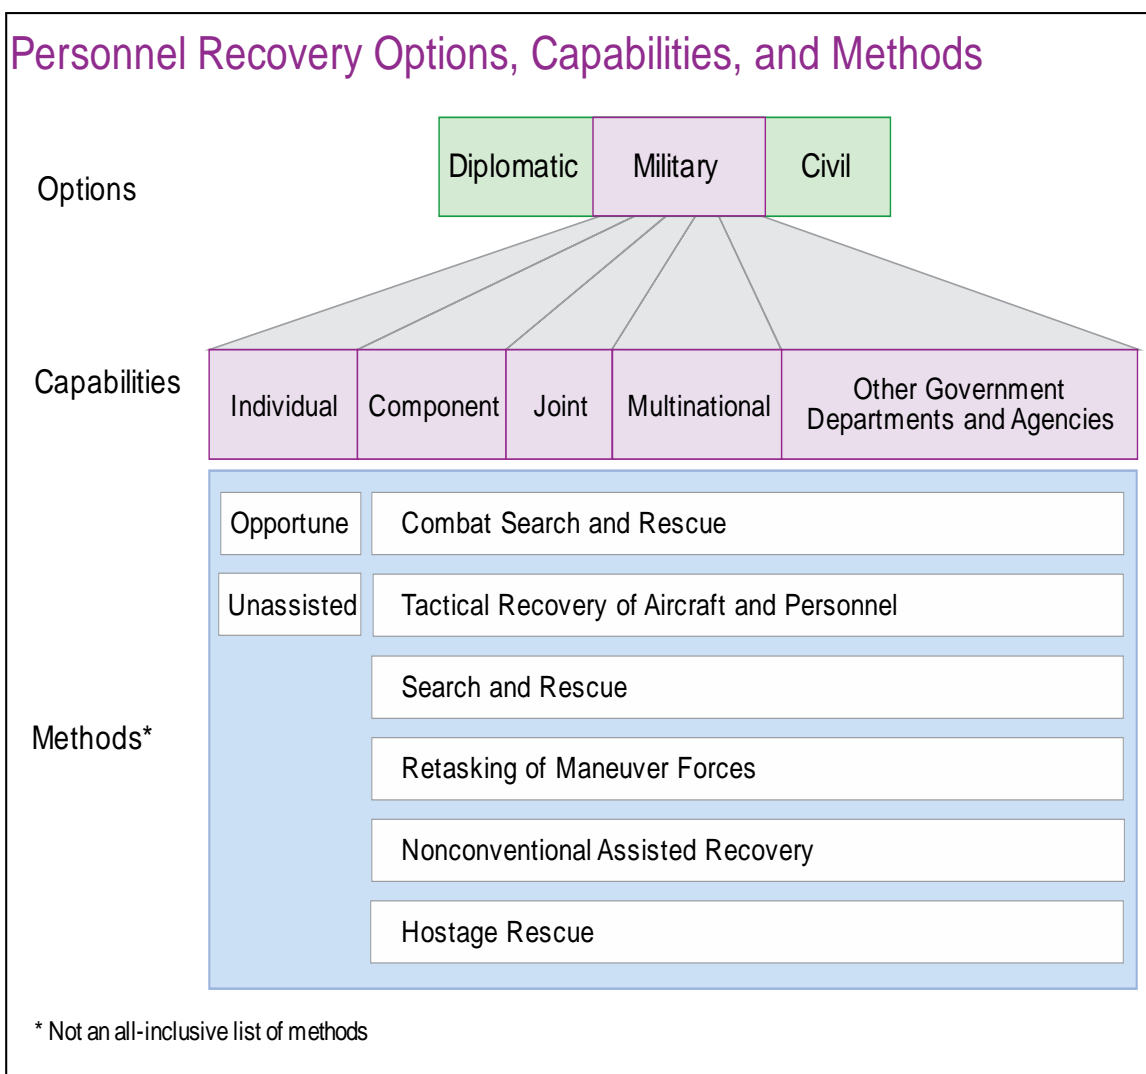 Personnel Recovery Options, Capabilities, and Methods
Options
Diplomatic
Military
Civil
Capabilities
Individual
Component
Joint
Multinational
Other Government
Departments and Agencies
Methods*
Opportune
Combat Search and Rescue
Unassisted
Tactical Recovery of Aircraft and Personnel
Search and Rescue
Retasking of Maneuver Forces
Nonconventional Assisted Recovery
Hostage Rescue
* Not an all-inclusive list of methods